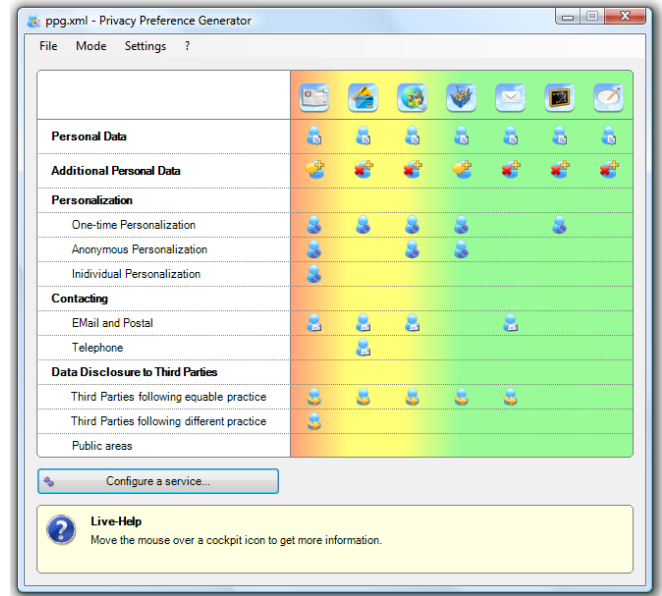 ppg.xml - Privacy Preference Generator
File Mode Settings ?
Personal Data
Additional Personal Data
Personalization
One-time Personalization
Anonymous Personalization
Inidividual Personalization
Contacting
EMail and Postal
Telephone
Data Disclosure to Third Parties
Third Parties following equable practice
Third Parties following different practice
Public areas
Configure a service...
Live-Help
Move the mouse over a cockpit icon to get more information.